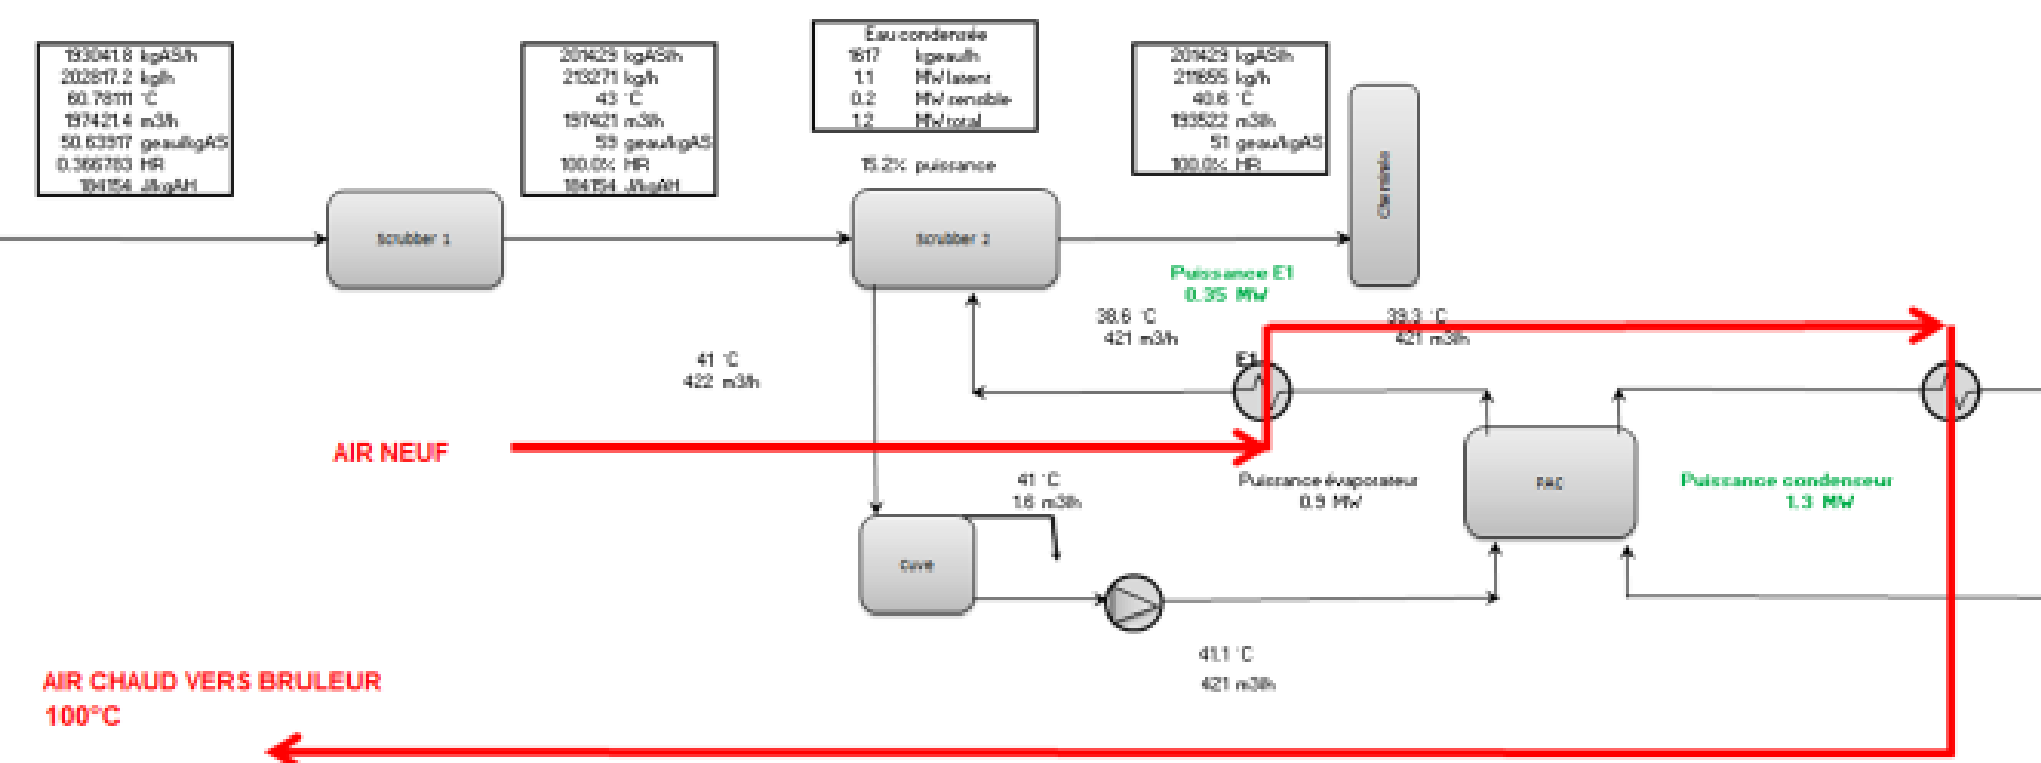 193041.8 kgAS/h
202817.2 kg/h
60.78111 °C
197421.4 m3/h
50.63917 geau/kgAS
0.366783 HR
184154 J/kgAH
201429 kgAS/h
213271 kg/h
43 °C
197421 m3/h
59 geau/kgAS
100.0% HR
184154 J/kgAH
Eau condensée
1617 kgeau/h
1.1 MW latent
0.2 MW sensible
1.2 MW total
15.2% puissance
201429 kgAS/h
211655 kg/h
40.6 °C
193522 m3/h
51 geau/kgAS
100.0% HR
Cheminée
Scrubber 1
Scrubber 2
Puissance E1
0.35 MW
38.6 °C
421 m3/h
39.3 °C
421 m3/h
41 °C
422 m3/h
E1
AIR NEUF
41 °C
1.6 m3/h
Puissance évaporateur
0.9 MW
PAC
Puissance condenseur
1.3 MW
Cuve
41.1 °C
421 m3/h
AIR CHAUD VERS BRULEUR
100°C